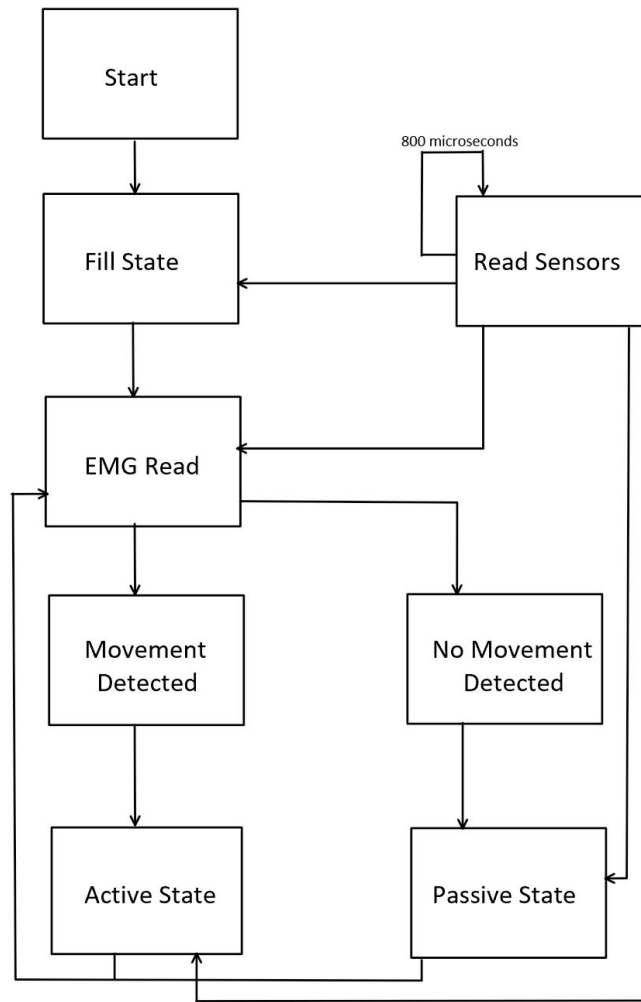 Start
800 microseconds
Fill State
Read Sensors
EMG Read
Movement
Detected
No Movement
Detected
Active State
Passive State